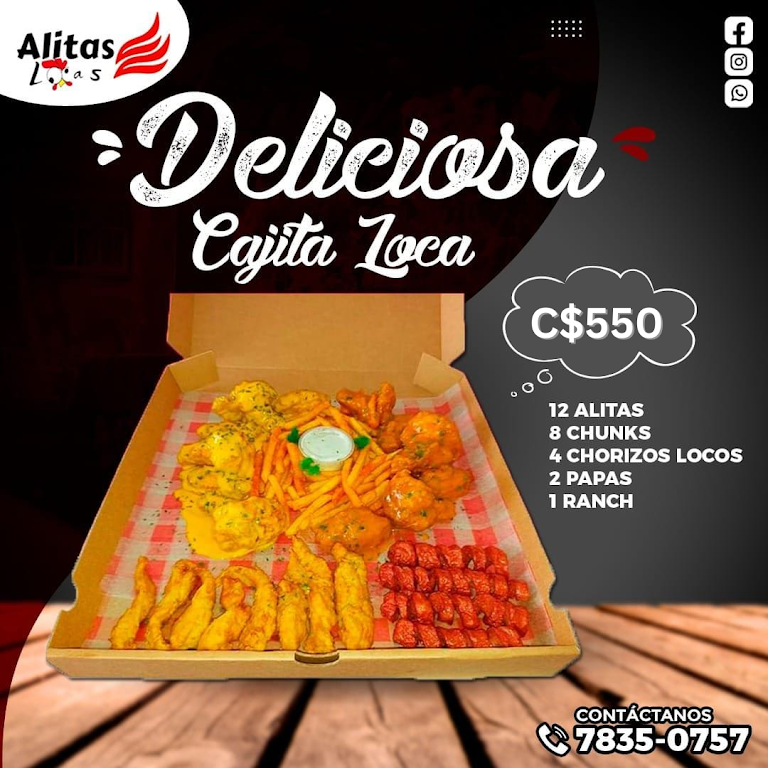 Alitas
Locas
Deliciosa
Cajita Loca
C$550
12 ALITAS
8 CHUNKS
4 CHORIZOS LOCOS
2 PAPAS
1 RANCH
CONTÁCTANOS
7835-0757